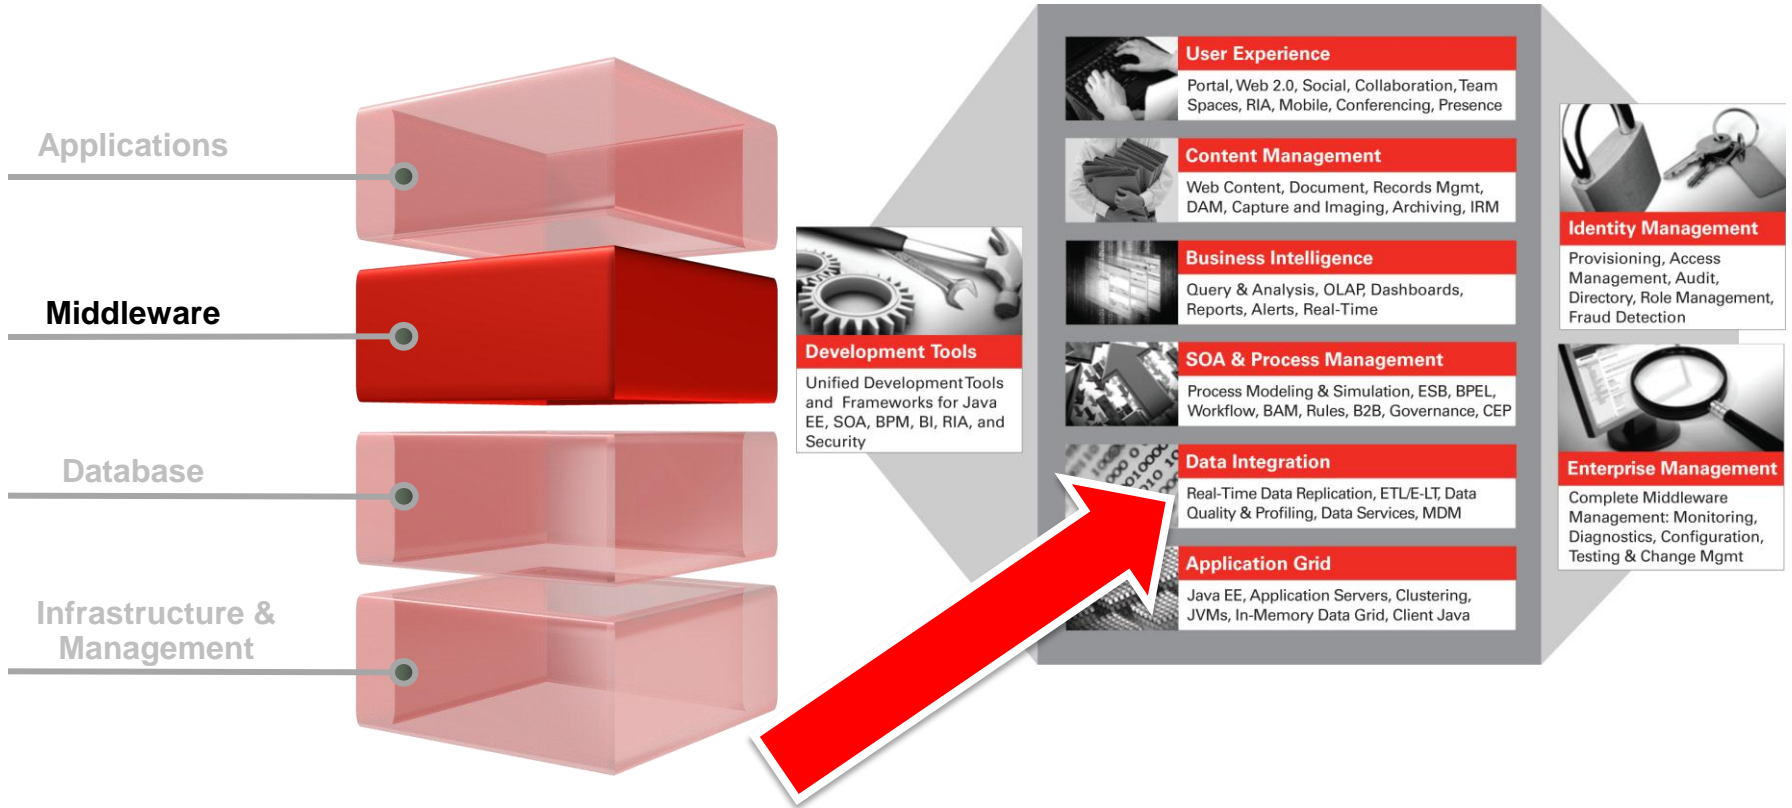 Applications
Middleware
Database
Infrastructure &
Management
Development Tools
Unified Development Tools
and Frameworks for Java
EE, SOA, BPM, BI, RIA, and
Security
User Experience
Portal, Web 2.0, Social, Collaboration, Team
Spaces, RIA, Mobile, Conferencing, Presence
Content Management
Web Content, Document, Records Mgmt,
DAM, Capture and Imaging, Archiving, IRM
Business Intelligence
Query & Analysis, OLAP, Dashboards,
Reports, Alerts, Real-Time
SOA & Process Management
Process Modeling & Simulation, ESB, BPEL,
Workflow, BAM, Rules, B2B, Governance, CEP
Data Integration
Real-Time Data Replication, ETL/E-LT, Data
Quality & Profiling, Data Services, MDM
Application Grid
Java EE, Application Servers, Clustering,
JVMs, In-Memory Data Grid, Client Java
Identity Management
Provisioning, Access
Management, Audit,
Directory, Role Management,
Fraud Detection
Enterprise Management
Complete Middleware
Management: Monitoring,
Diagnostics, Configuration,
Testing & Change Mgmt